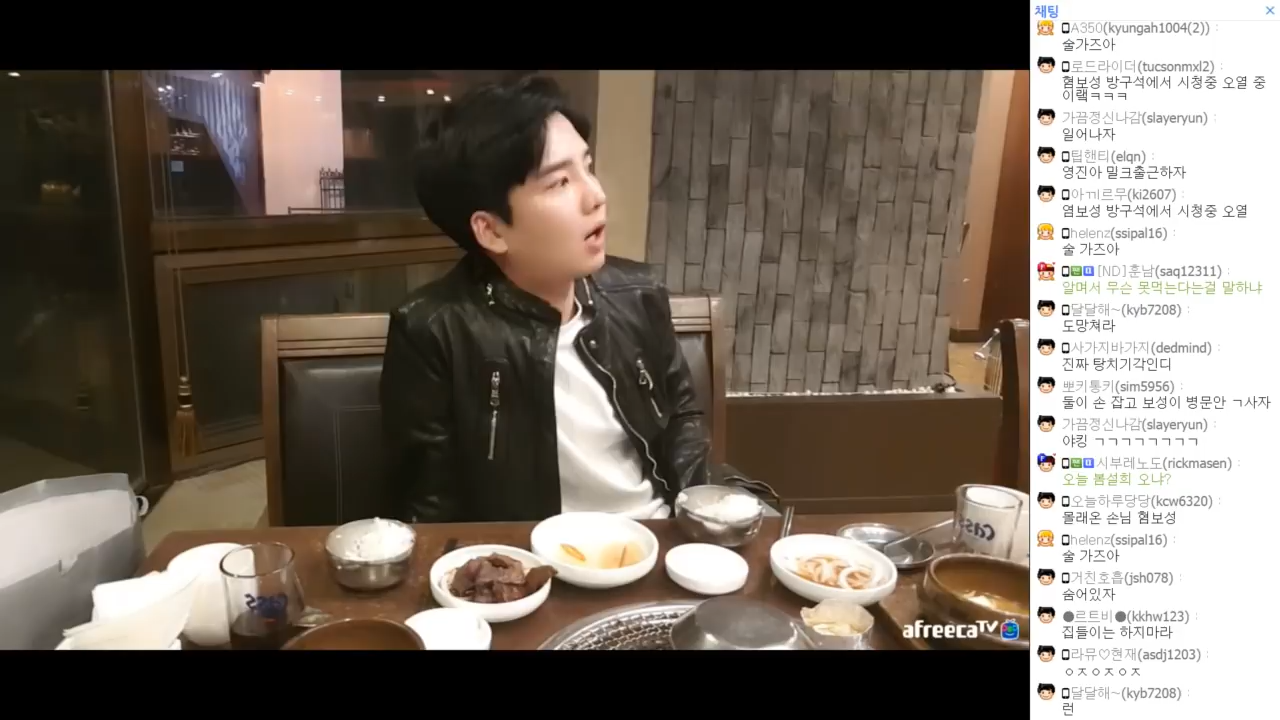 채팅
A350(kyungah1004(2)) :
술가즈아
로드라이더(tucsonmxl2) :
혐보성 방구석에서 시청중 오열 중
이랰ㅋㅋㅋ
가끔정신나감(slayeryun) :
일어나자
팁핸티(elqn) :
영진아 밀크출근하자
아ㄲㅣ르무(ki2607) :
염보성 방구석에서 시청중 오열
helenz(ssipal16) :
술 가즈아
[ND]훈남(saq12311) :
알며서 무슨 못먹는다는걸 말하냐
달달해~(kyb7208) :
도망쳐라
사가지바가지(dedmind) :
진짜 탕치기각인디
뽀키통키(sim5956) :
둘이 손 잡고 보성이 병문안 ㄱ사자
가끔정신나감(slayeryun) :
야킹 ㄱㄱㄱㄱㄱㄱㄱㄱ
시부레노도(rickmasen) :
오늘 봄설희 오냐?
오늘하루당당(kcw6320) :
몰래온 손님 혐보성
helenz(ssipal16) :
술 가즈아
거친호흡(jsh078) :
숨어있자
●르트비●(kkhw123) :
집들이는 하지마라
라뮤♡현재(asdj1203) :
ㅇㅈㅇㅈㅇㅈ
달달해~(kyb7208) :
런
cass
cass
afreecaTV